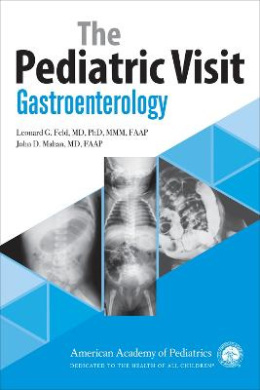 The
Pediatric Visit
Gastroenterology
Leonard G. Feld, MD, PhD, MMM, FAAP
John D. Mahan, MD, FAAP
American Academy of Pediatrics
DEDICATED TO THE HEALTH OF ALL CHILDREN®